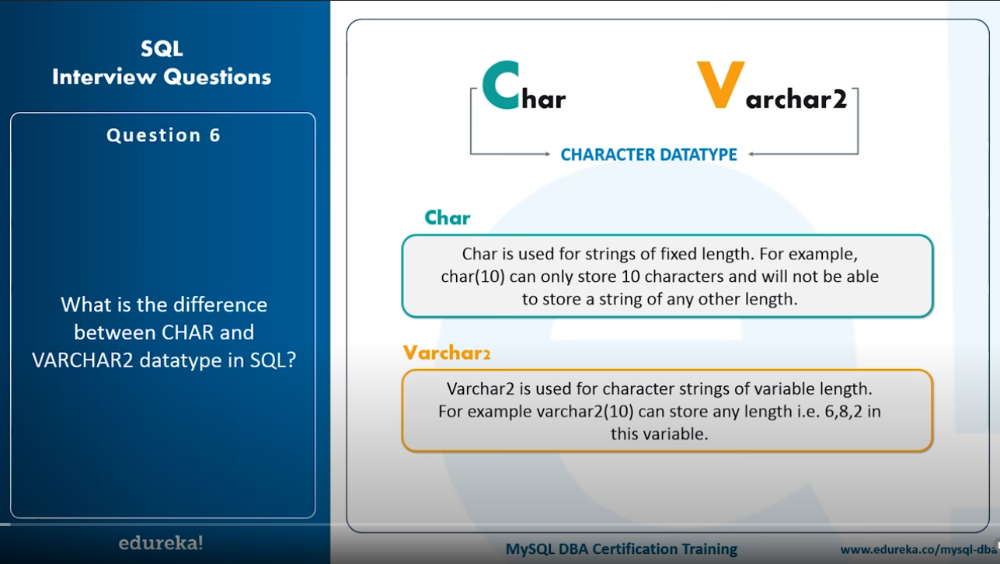 SQL
Interview Questions
Question 6
What is the difference
between CHAR and
VARCHAR2 datatype in SQL?
edureka!
Char
Varchar2
CHARACTER DATATYPE
Char
Char is used for strings of fixed length. For example,
char(10) can only store 10 characters and will not be able
to store a string of any other length.
Varchar2
Varchar2 is used for character strings of variable length.
For example varchar2(10) can store any length i.e. 6,8,2 in
this variable.
MySQL DBA Certification Training
www.edureka.co/mysql-dba